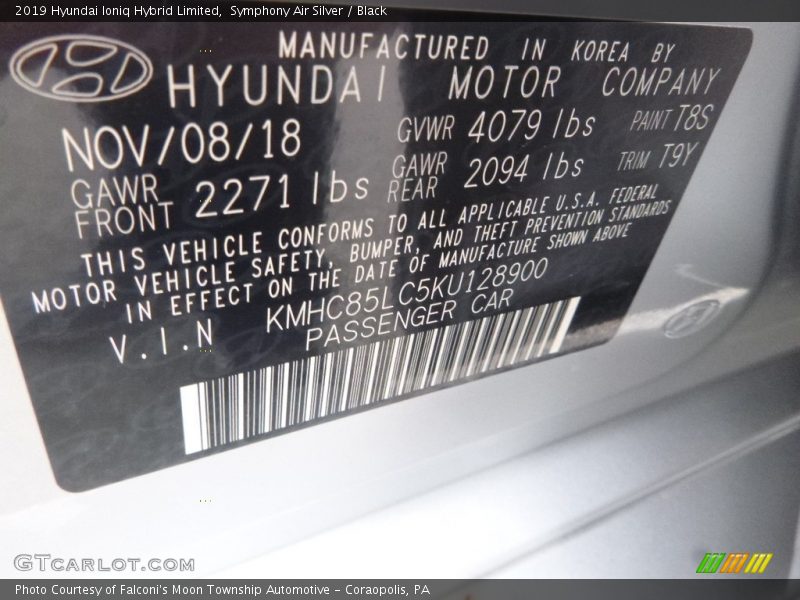 2019 Hyundai Ioniq Hybrid Limited, Symphony Air Silver / Black
MANUFACTURED IN KOREA BY
HYUNDAI MOTOR COMPANY
NOV/08/18 GVWR 4079 lbs PAINT T8S
GAWR FRONT 2271 lbs GAWR REAR 2094 lbs TRIM T9Y
THIS VEHICLE CONFORMS TO ALL APPLICABLE U.S.A. FEDERAL
MOTOR VEHICLE SAFETY, BUMPER, AND THEFT PREVENTION STANDARDS
IN EFFECT ON THE DATE OF MANUFACTURE SHOWN ABOVE
V.I.N KMHC85LC5KU128900
PASSENGER CAR
GTCARLOT.COM
Photo Courtesy of Falconi's Moon Township Automotive - Coraopolis, PA